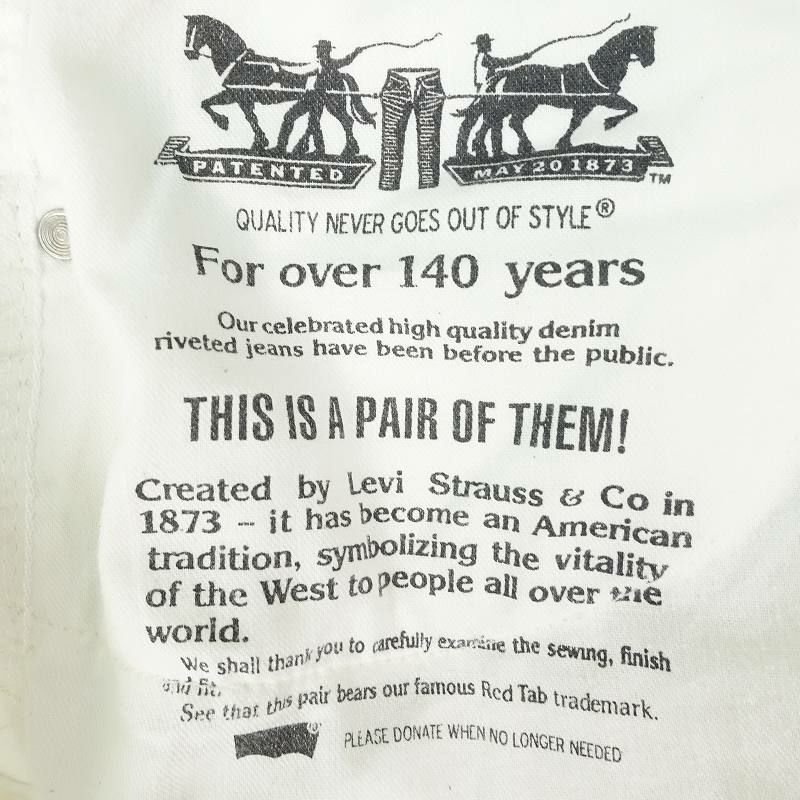 PATENTED MAY 20 1873 TM
QUALITY NEVER GOES OUT OF STYLE®
For over 140 years
Our celebrated high quality denim
riveted jeans have been before the public.
THIS IS A PAIR OF THEM!
Created by Levi Strauss & Co in
1873 – it has become an American
tradition, symbolizing the vitality
of the West to people all over the
world.
We shall thank you to carefully examine the sewing, finish
and fit.
See that this pair bears our famous Red Tab trademark.
® PLEASE DONATE WHEN NO LONGER NEEDED